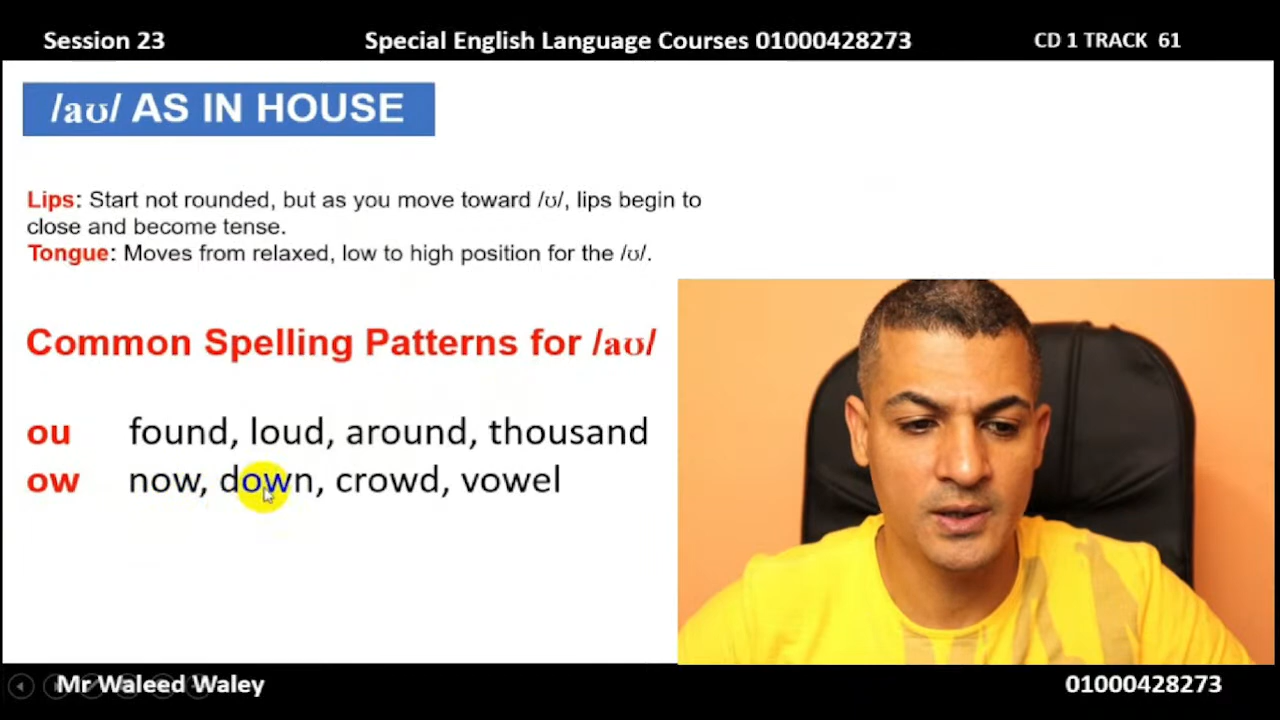 Session 23
Special English Language Courses 01000428273
CD 1 TRACK 61
/aʊ/ AS IN HOUSE
Lips: Start not rounded, but as you move toward /ʊ/, lips begin to
close and become tense.
Tongue: Moves from relaxed, low to high position for the /ʊ/.
Common Spelling Patterns for /aʊ/
ou found, loud, around, thousand
ow now, down, crowd, vowel
Mr Waleed Waley
01000428273